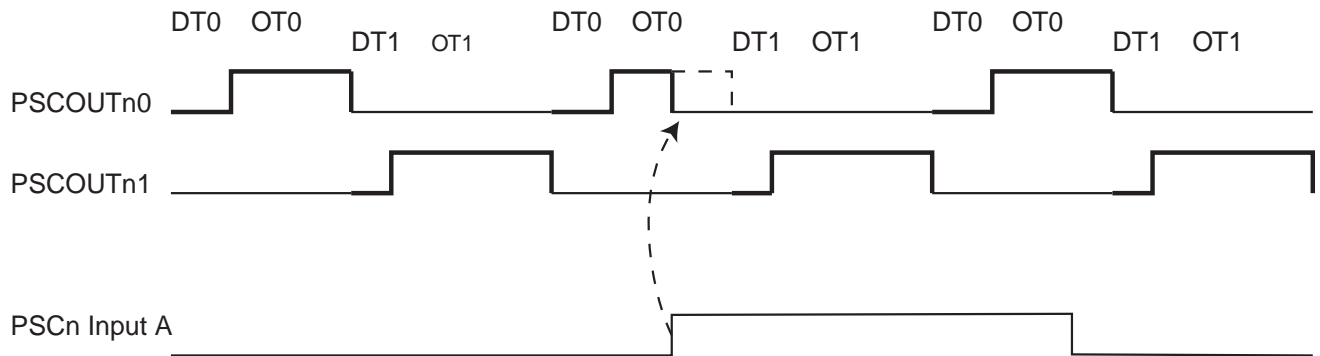 DT0 OT0 DT0 OT0 DT0 OT0
DT1 OT1 DT1 OT1 DT1 OT1
PSCOUTn0
PSCOUTn1
PSCn Input A